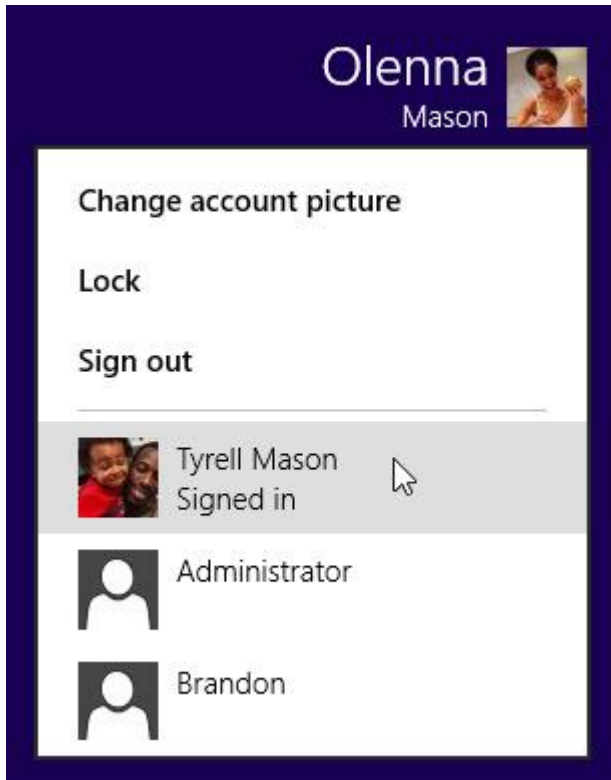 Olenna
Mason
Change account picture
Lock
Sign out
Tyrell Mason
Signed in
Administrator
Brandon